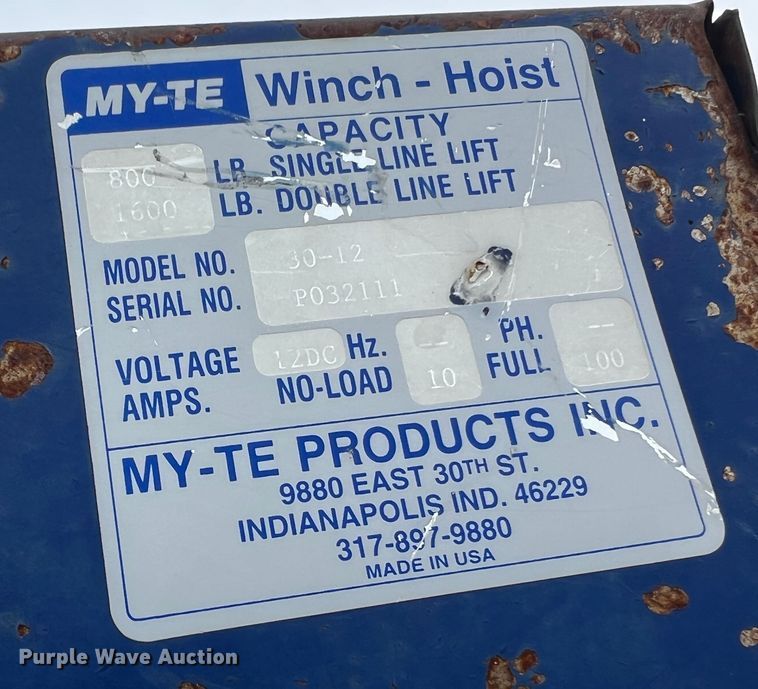 MY-TE Winch - Hoist
CAPACITY
800 LB. SINGLE LINE LIFT
1600 LB. DOUBLE LINE LIFT
MODEL NO. 30-12
SERIAL NO. P032111
VOLTAGE 12DC Hz. - PH. -
AMPS. NO-LOAD 10 FULL 100
MY-TE PRODUCTS INC.
9880 EAST 30TH ST.
INDIANAPOLIS IND. 46229
317-897-9880
MADE IN USA
Purple Wave Auction